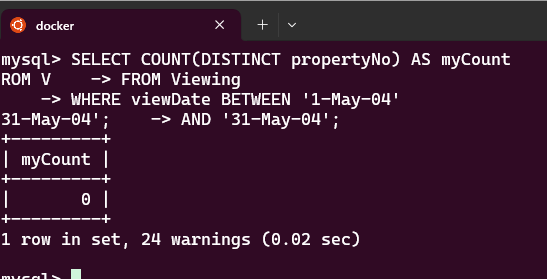 docker
mysql> SELECT COUNT(DISTINCT propertyNo) AS myCount
ROM V    -> FROM Viewing
    -> WHERE viewDate BETWEEN '1-May-04'
31-May-04';    -> AND '31-May-04';
+---------+
| myCount |
+---------+
|       0 |
+---------+
1 row in set, 24 warnings (0.02 sec)
mysql>